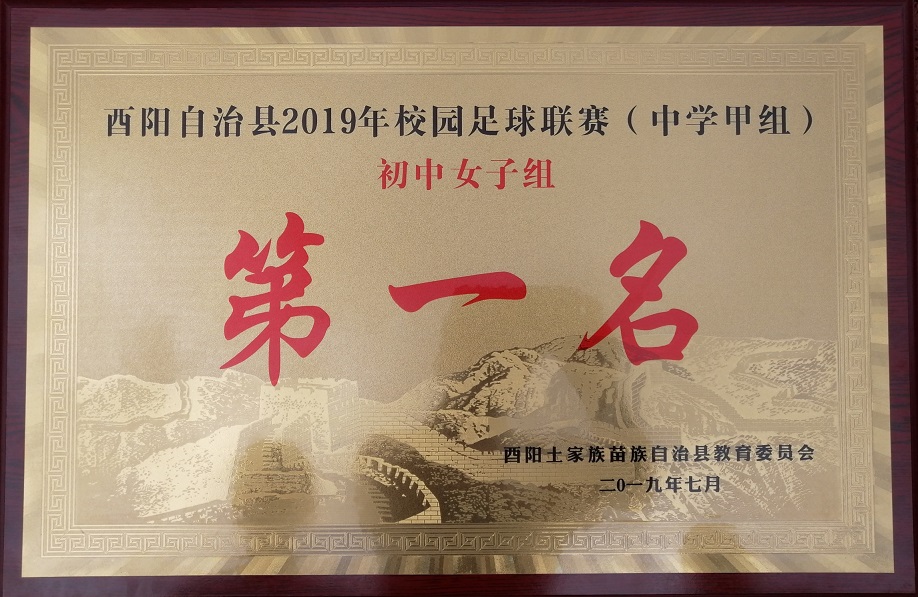 酉阳自治县2019年校园足球联赛（中学甲组）
初中女子组
第一名
酉阳土家族苗族自治县教育委员会
二0一九年七月